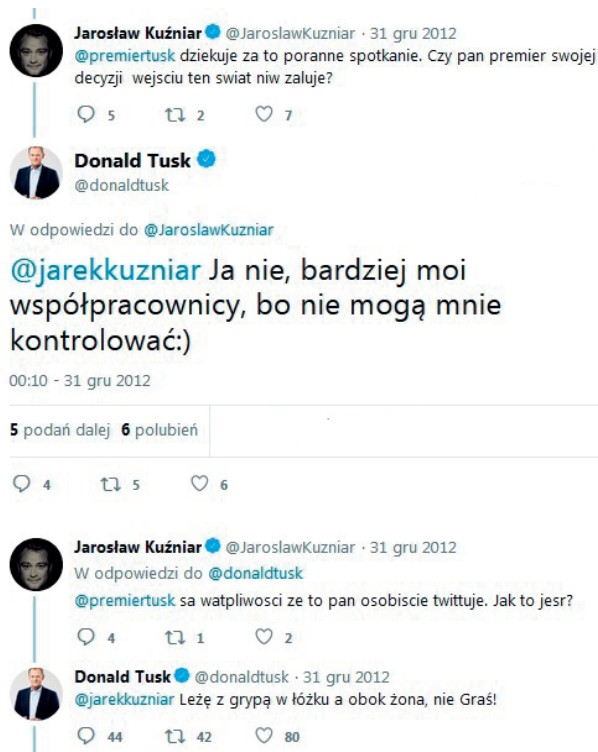 Jarosław Kuźniar @JaroslawKuzniar · 31 gru 2012
@premiertusk dziekuje za to poranne spotkanie. Czy pan premier swojej
decyzji wejsciu ten swiat niw zaluje?
5 2 7
Donald Tusk
@donaldtusk
W odpowiedzi do @JaroslawKuzniar
@jarekkuzniar Ja nie, bardziej moi
współpracownicy, bo nie mogą mnie
kontrolować:)
00:10 - 31 gru 2012
5 podań dalej 6 polubień
4 5 6
Jarosław Kuźniar @JaroslawKuzniar · 31 gru 2012
W odpowiedzi do @donaldtusk
@premiertusk sa watpliwosci ze to pan osobiscie twittuje. Jak to jesr?
4 1 2
Donald Tusk @donaldtusk · 31 gru 2012
@jarekkuzniar Leżę z grypą w łóżku a obok żona, nie Graś!
44 42 80